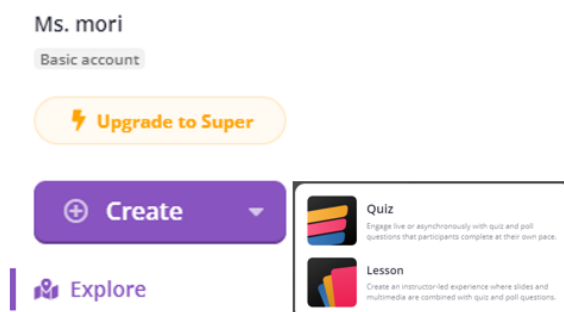 Ms. mori
Basic account
Upgrade to Super
Create
Explore
Quiz
Engage live or asynchronously with quiz and poll
questions that participants complete at their own pace.
Lesson
Create an instructor-led experience where slides and
multimedia are combined with quiz and poll questions.